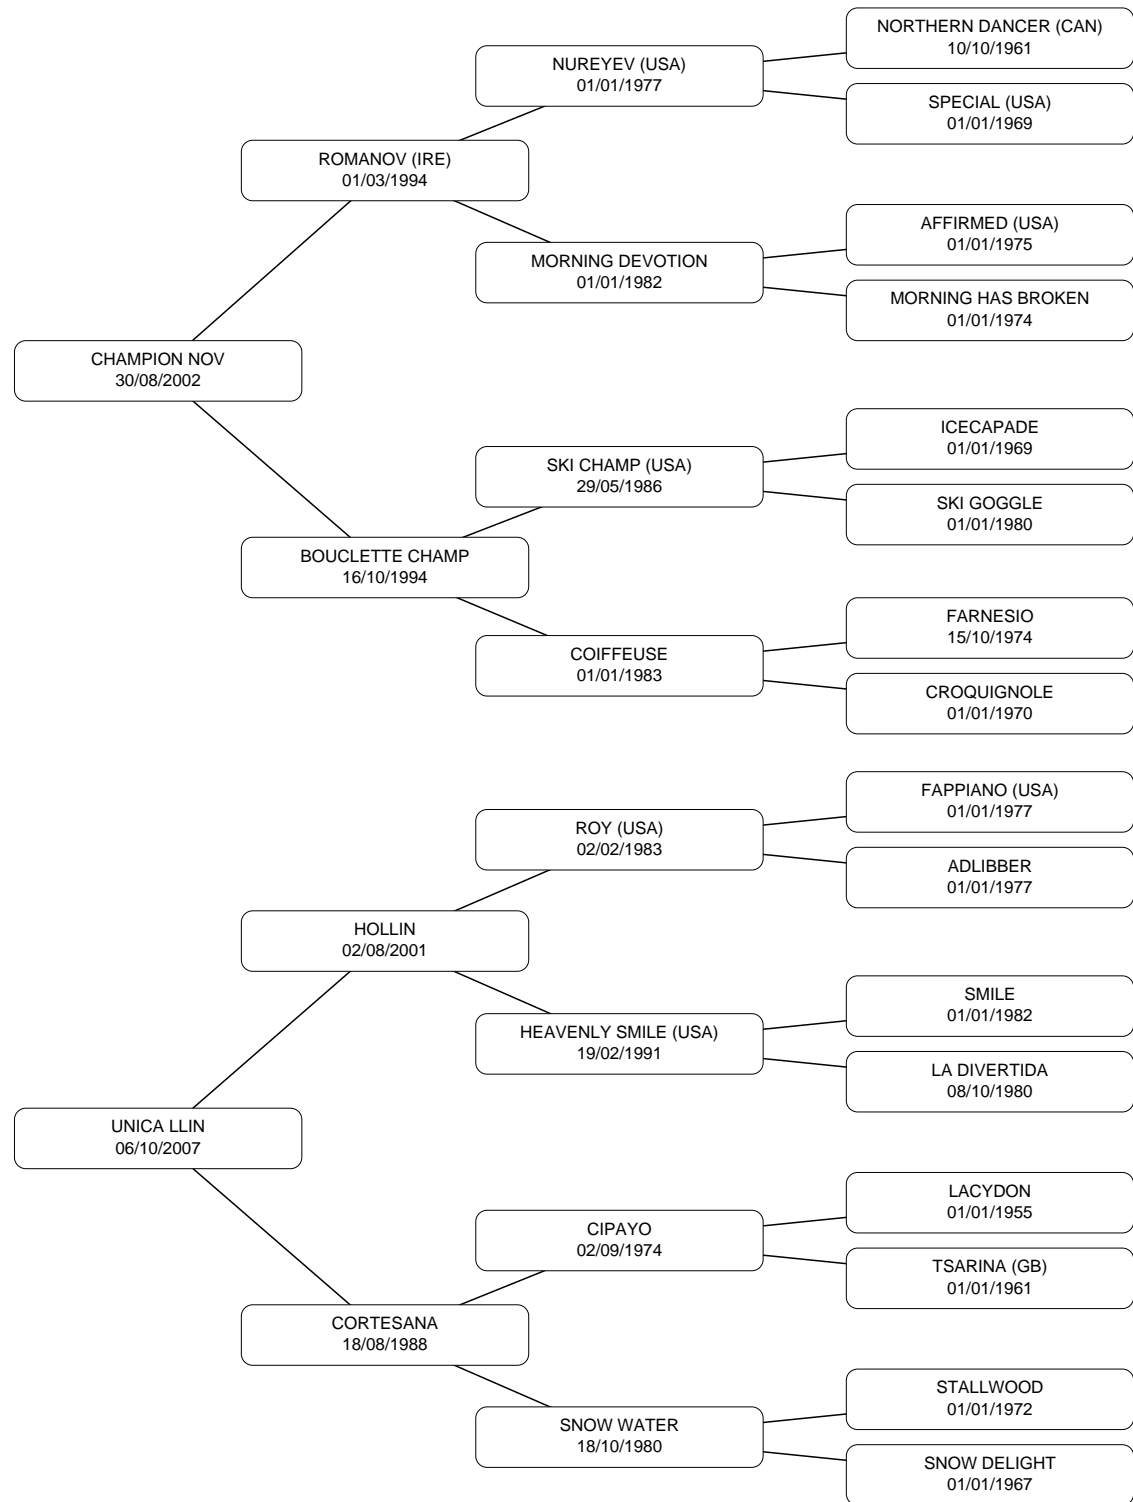 NORTHERN DANCER (CAN)
10/10/1961
NUREYEV (USA)
01/01/1977
SPECIAL (USA)
01/01/1969
ROMANOV (IRE)
01/03/1994
AFFIRMED (USA)
01/01/1975
MORNING DEVOTION
01/01/1982
MORNING HAS BROKEN
01/01/1974
CHAMPION NOV
30/08/2002
ICECAPADE
01/01/1969
SKI CHAMP (USA)
29/05/1986
SKI GOGGLE
01/01/1980
BOUCLETTE CHAMP
16/10/1994
FARNESIO
15/10/1974
COIFFEUSE
01/01/1983
CROQUIGNOLE
01/01/1970
FAPPIANO (USA)
01/01/1977
ROY (USA)
02/02/1983
ADLIBBER
01/01/1977
HOLLIN
02/08/2001
SMILE
01/01/1982
HEAVENLY SMILE (USA)
19/02/1991
LA DIVERTIDA
08/10/1980
UNICA LLIN
06/10/2007
LACYDON
01/01/1955
CIPAYO
02/09/1974
TSARINA (GB)
01/01/1961
CORTESANA
18/08/1988
STALLWOOD
01/01/1972
SNOW WATER
18/10/1980
SNOW DELIGHT
01/01/1967